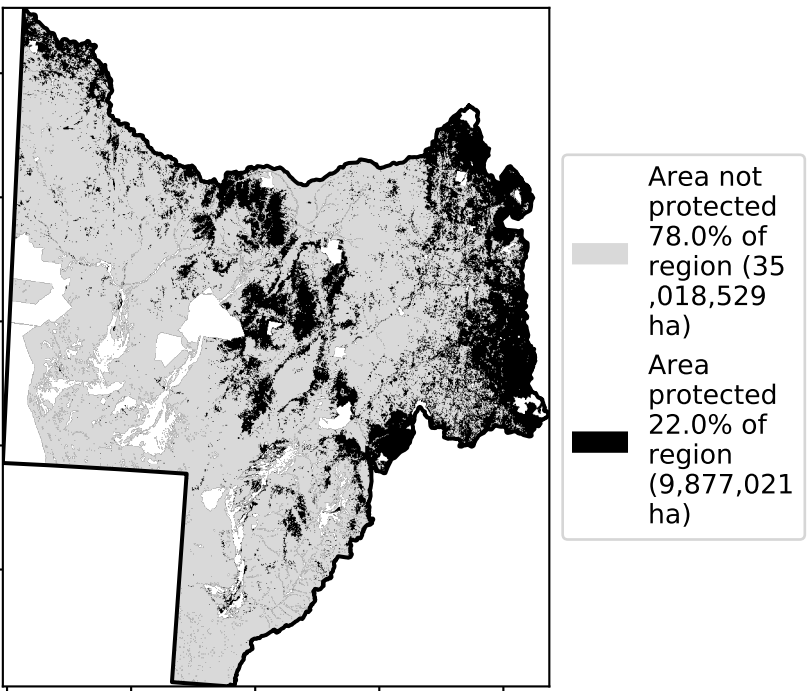 Area not
protected
78.0% of
region (35
,018,529
ha)
Area
protected
22.0% of
region
(9,877,021
ha)